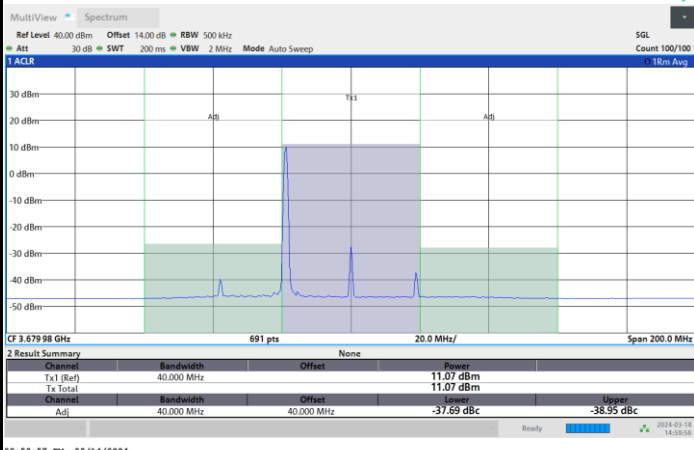 MultiView Spectrum
Ref Level 40.00 dBm Offset 14.00 dB RBW 500 kHz SGL
Att 30 dB SWT 200 ms VBW 2 MHz Mode Auto Sweep Count 100/100
1 ACLR 1Rm Avg
30 dBm
Tx1
20 dBm Adj Adj
10 dBm
0 dBm
-10 dBm
-20 dBm
-30 dBm
-40 dBm
-50 dBm
CF 3.679 98 GHz 691 pts 20.0 MHz/ Span 200.0 MHz
2 Result Summary None
Channel Bandwidth Offset Power
Tx1 (Ref) 40.000 MHz 11.07 dBm
Tx Total 11.07 dBm
Channel Bandwidth Offset Lower Upper
Adj 40.000 MHz 40.000 MHz -37.69 dBc -38.95 dBc
Ready 2024-03-14
14:59:58